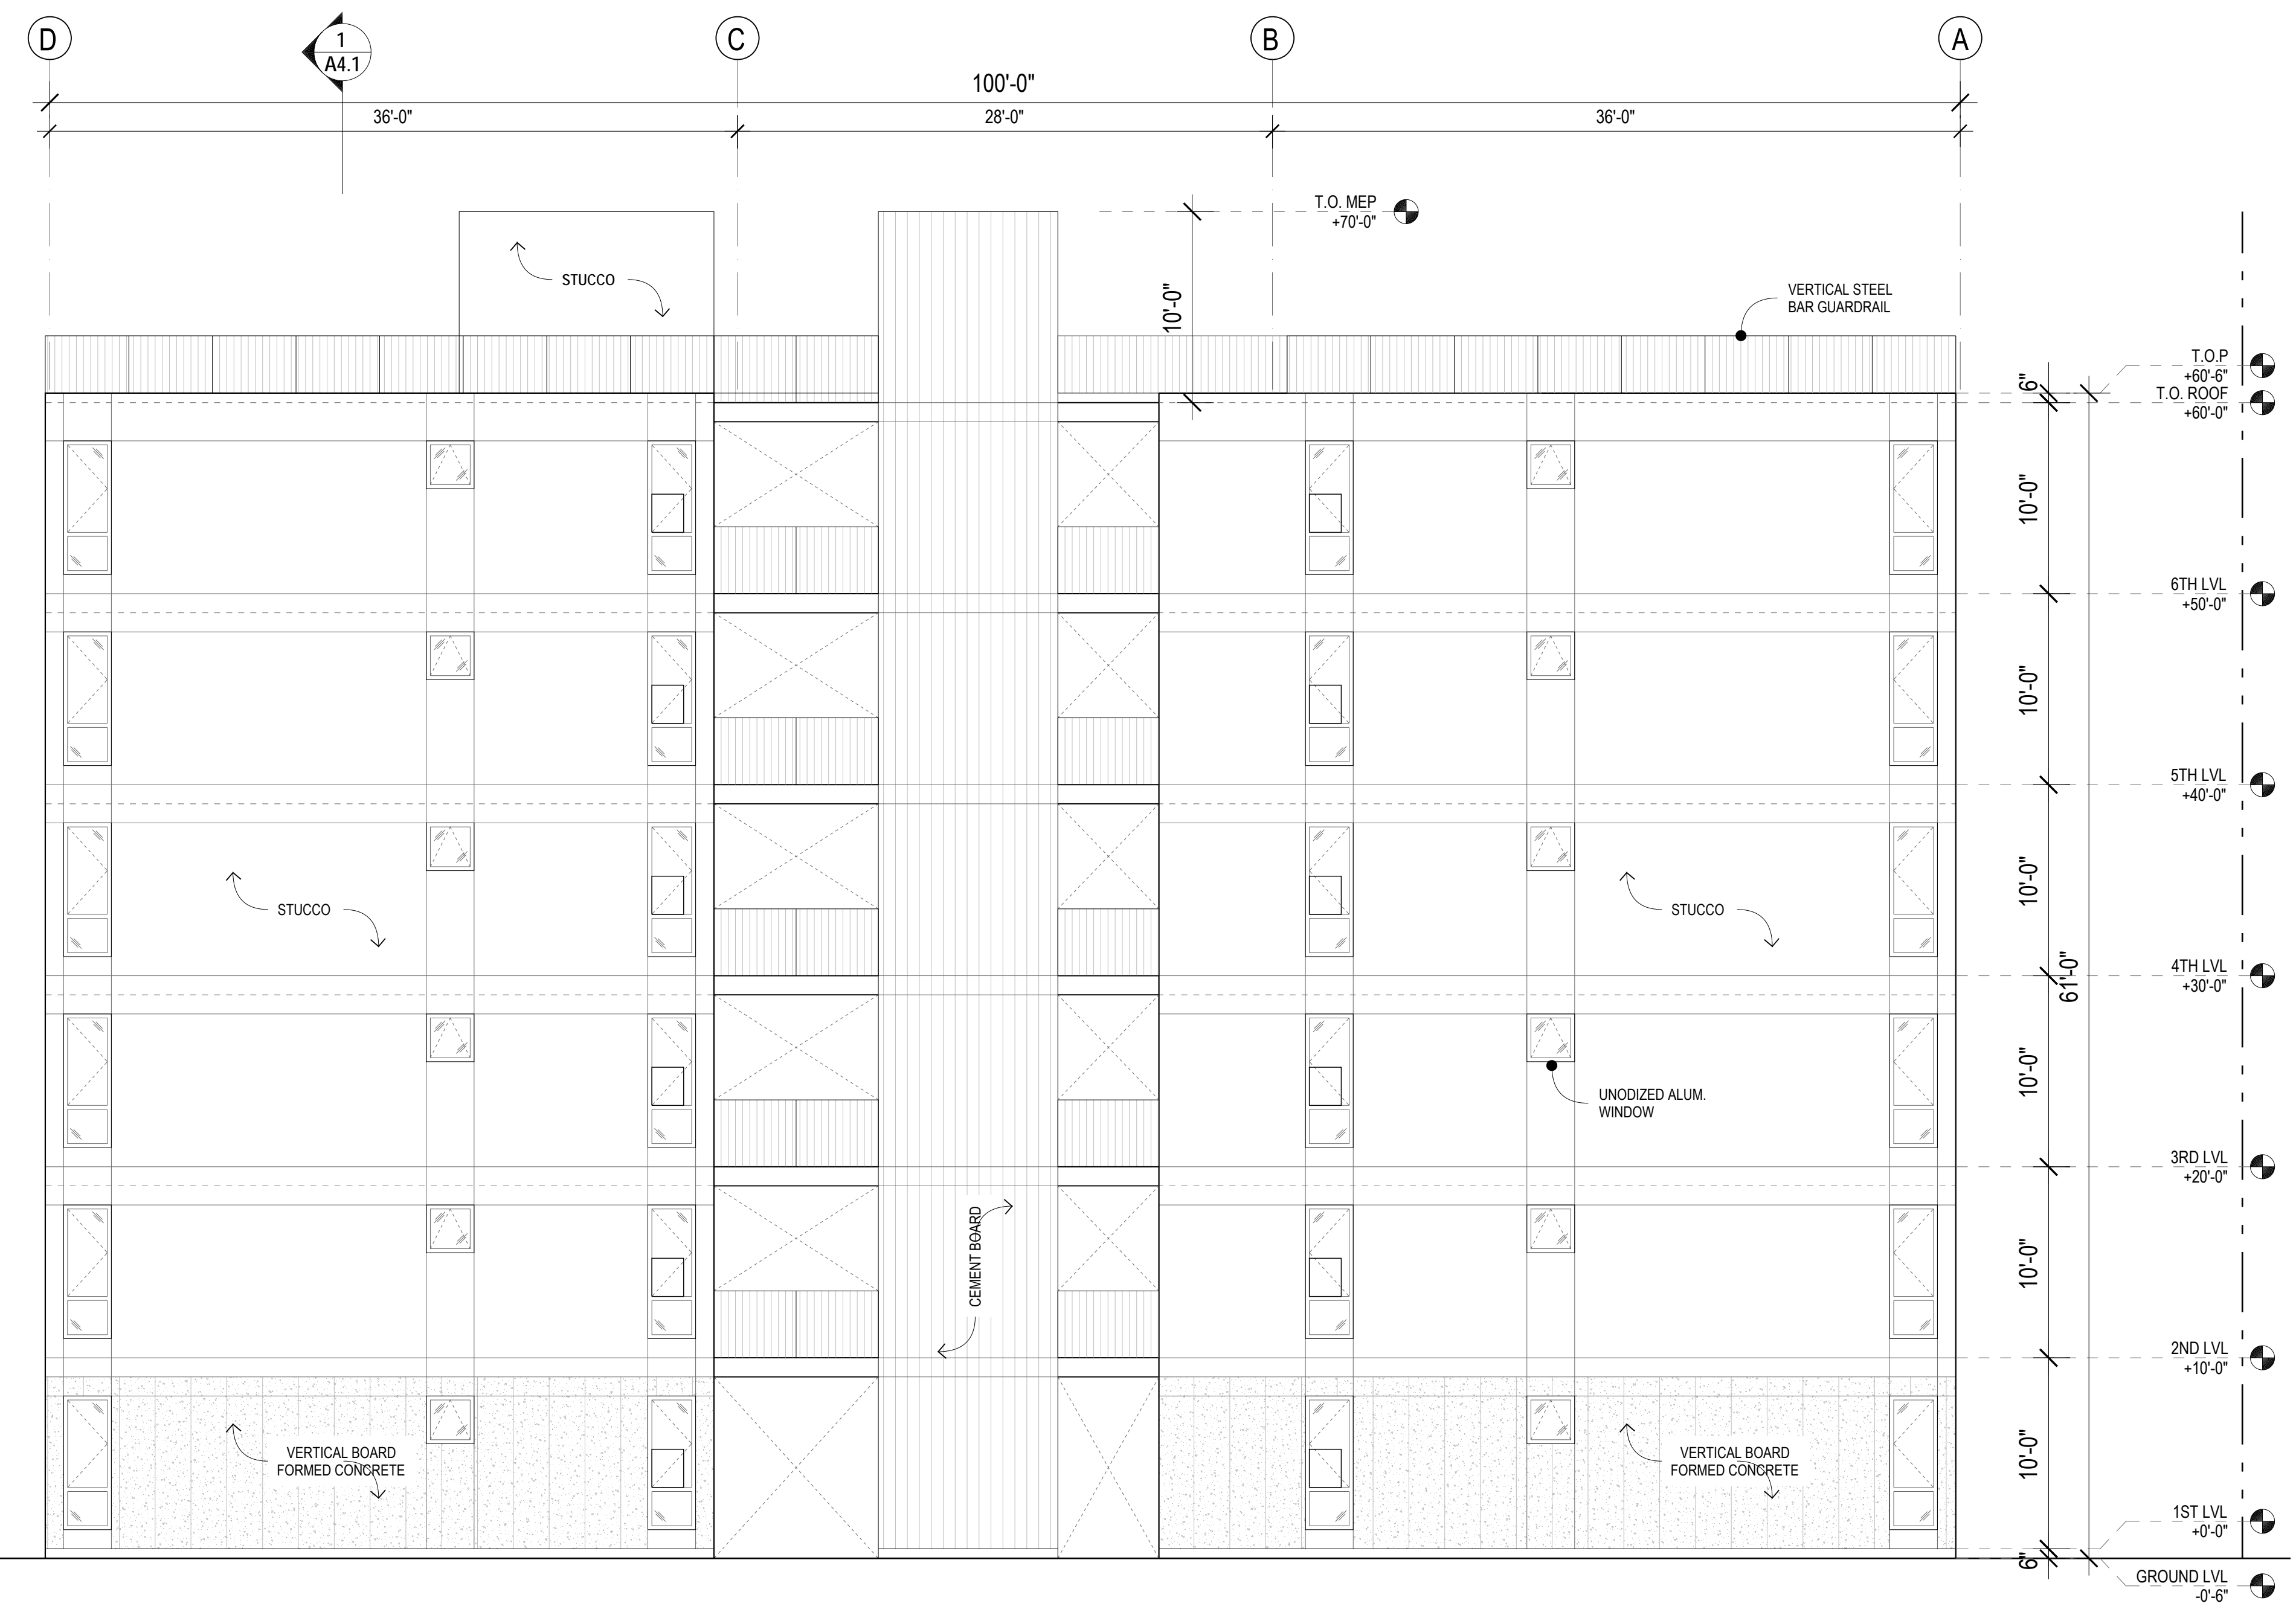 D
1
A4.1
C
B
A
100'-0"
36'-0"
28'-0"
36'-0"
T.O. MEP
+70'-0"
STUCCO
10'-0"
VERTICAL STEEL
BAR GUARDRAIL
T.O.P
+60'-6"
6"
T.O. ROOF
+60'-0"
10'-0"
6TH LVL
+50'-0"
10'-0"
5TH LVL
+40'-0"
STUCCO
STUCCO
10'-0"
4TH LVL
+30'-0"
61'-0"
10'-0"
UNODIZED ALUM.
WINDOW
3RD LVL
+20'-0"
CEMENT BOARD
10'-0"
2ND LVL
+10'-0"
VERTICAL BOARD
FORMED CONCRETE
VERTICAL BOARD
FORMED CONCRETE
10'-0"
1ST LVL
+0'-0"
6"
GROUND LVL
-0'-6"